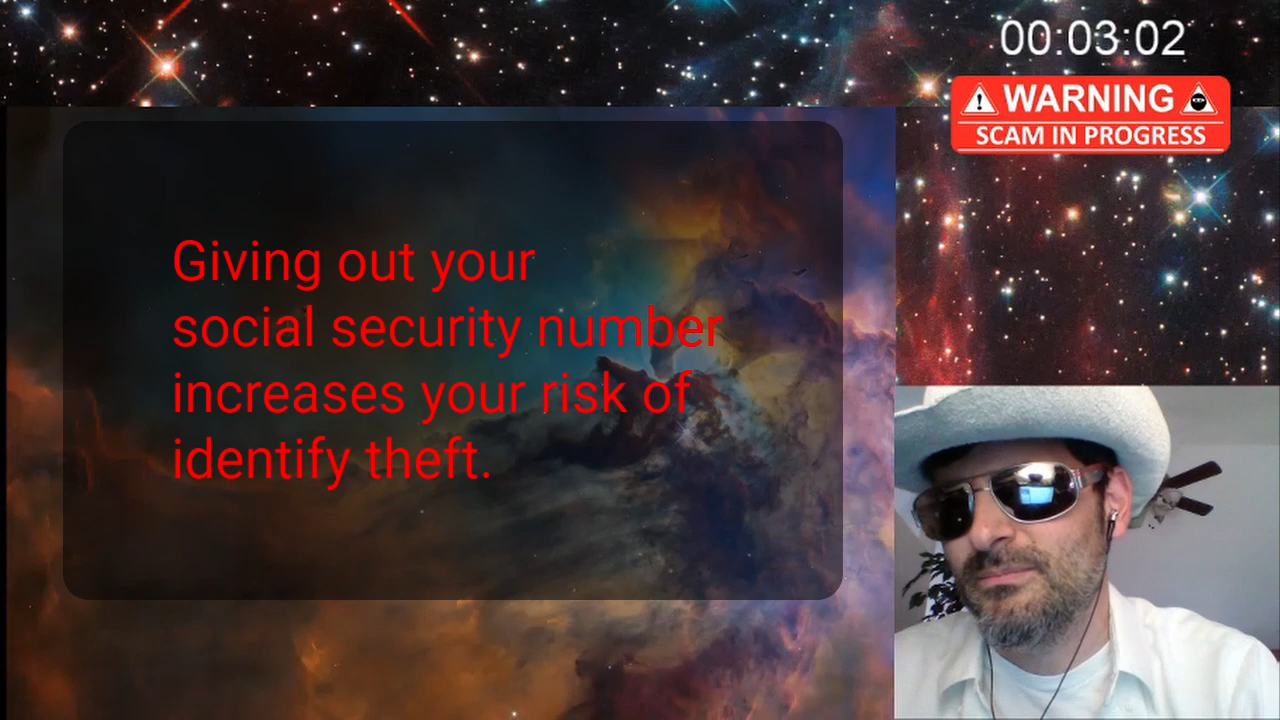 00:03:02
WARNING
SCAM IN PROGRESS
Giving out your
social security number
increases your risk of
identify theft.